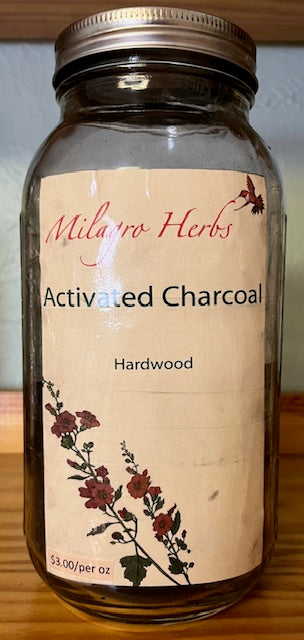 Milagro Herbs
Activated Charcoal
Hardwood
$3.00/per oz